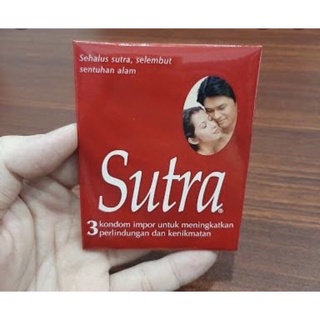 Sehalus sutra, selembut
sentuhan alam
Sutra®
3 kondom impor untuk meningkatkan
perlindungan dan kenikmatan